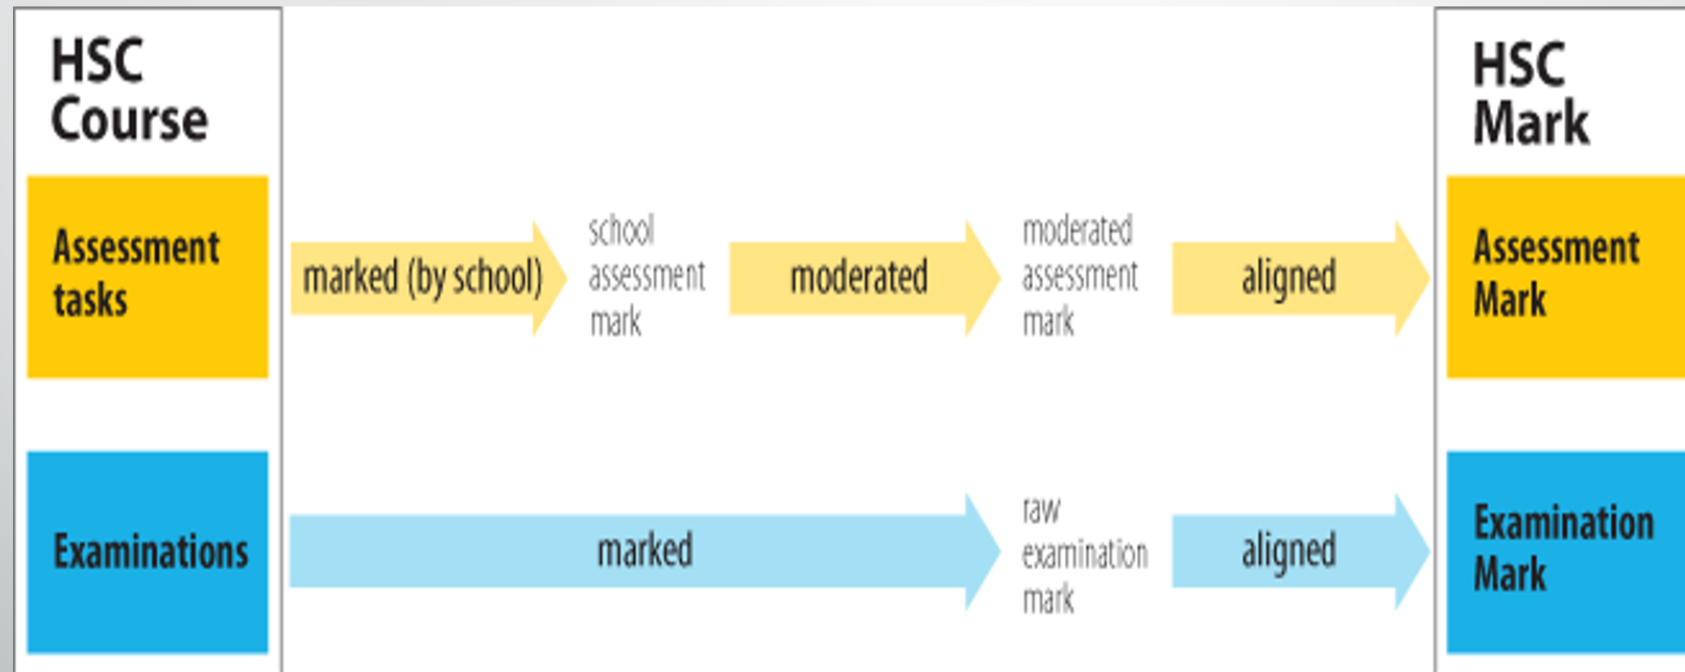 HSC
Course
HSC
Mark
Assessment
tasks
marked (by school)
school
assessment
mark
moderated
moderated
assessment
mark
aligned
Assessment
Mark
Examinations
marked
raw
examination
mark
aligned
Examination
Mark